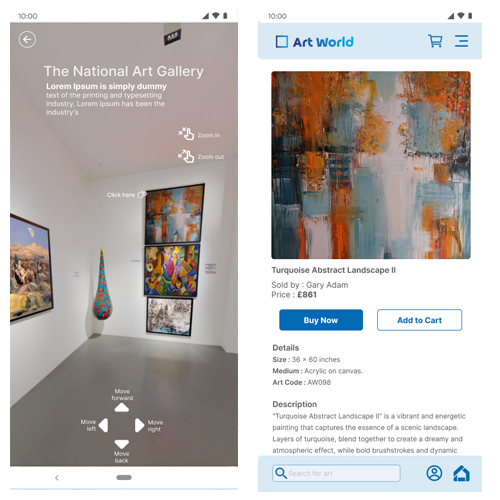 10:00
The National Art Gallery
Lorem Ipsum is simply dummy
text of the printing and typesetting
industry. Lorem Ipsum has been the
industry's
Zoom in
Zoom out
Click here
Move
forward
Move
left
Move
right
Move
back
10:00
Art World
Turquoise Abstract Landscape II
Sold by : Gary Adam
Price : £861
Buy Now
Add to Cart
Details
Size : 36 × 60 inches
Medium : Acrylic on canvas.
Art Code : AW098
Description
"Turquoise Abstract Landscape II" is a vibrant and energetic
painting that captures the essence of a scenic landscape.
Layers of turquoise, blend together to create a dreamy and
atmospheric effect, while bold brushstrokes and dynamic
Search for art